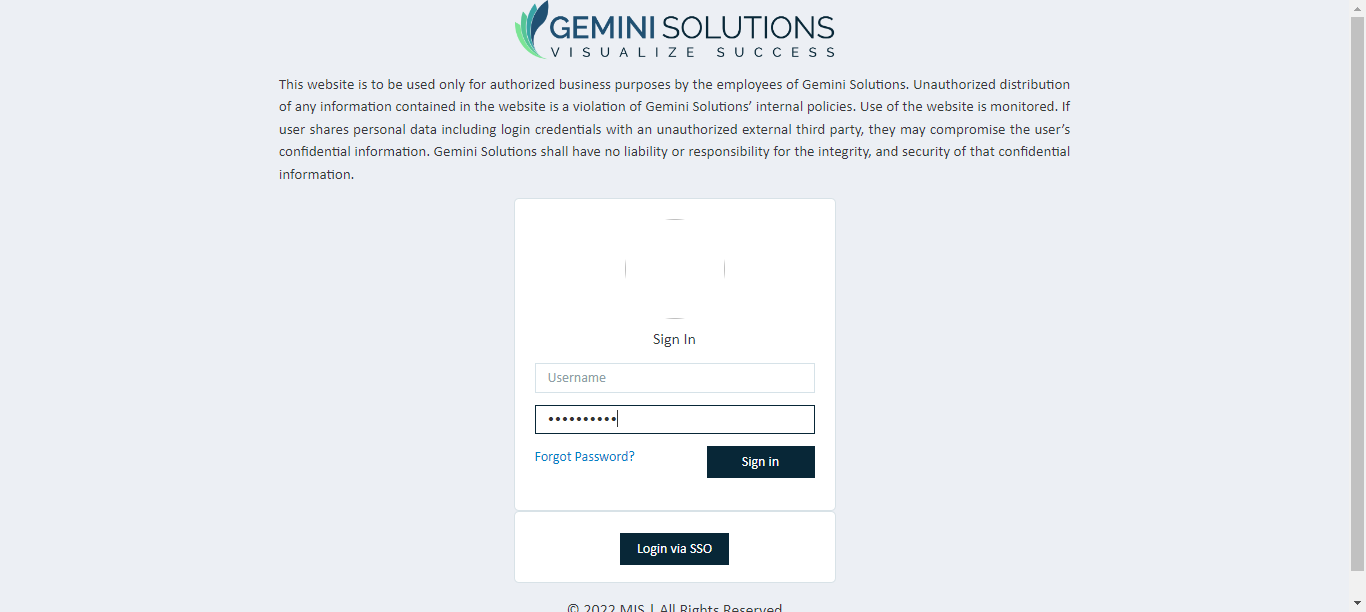 GEMINI SOLUTIONS
VISUALIZE SUCCESS
This website is to be used only for authorized business purposes by the employees of Gemini Solutions. Unauthorized distribution
of any information contained in the website is a violation of Gemini Solutions’ internal policies. Use of the website is monitored. If
user shares personal data including login credentials with an unauthorized external third party, they may compromise the user’s
confidential information. Gemini Solutions shall have no liability or responsibility for the integrity, and security of that confidential
information.
Sign In
Username
••••••••••
Forgot Password?
Sign in
Login via SSO
© 2022 MIS | All Rights Reserved